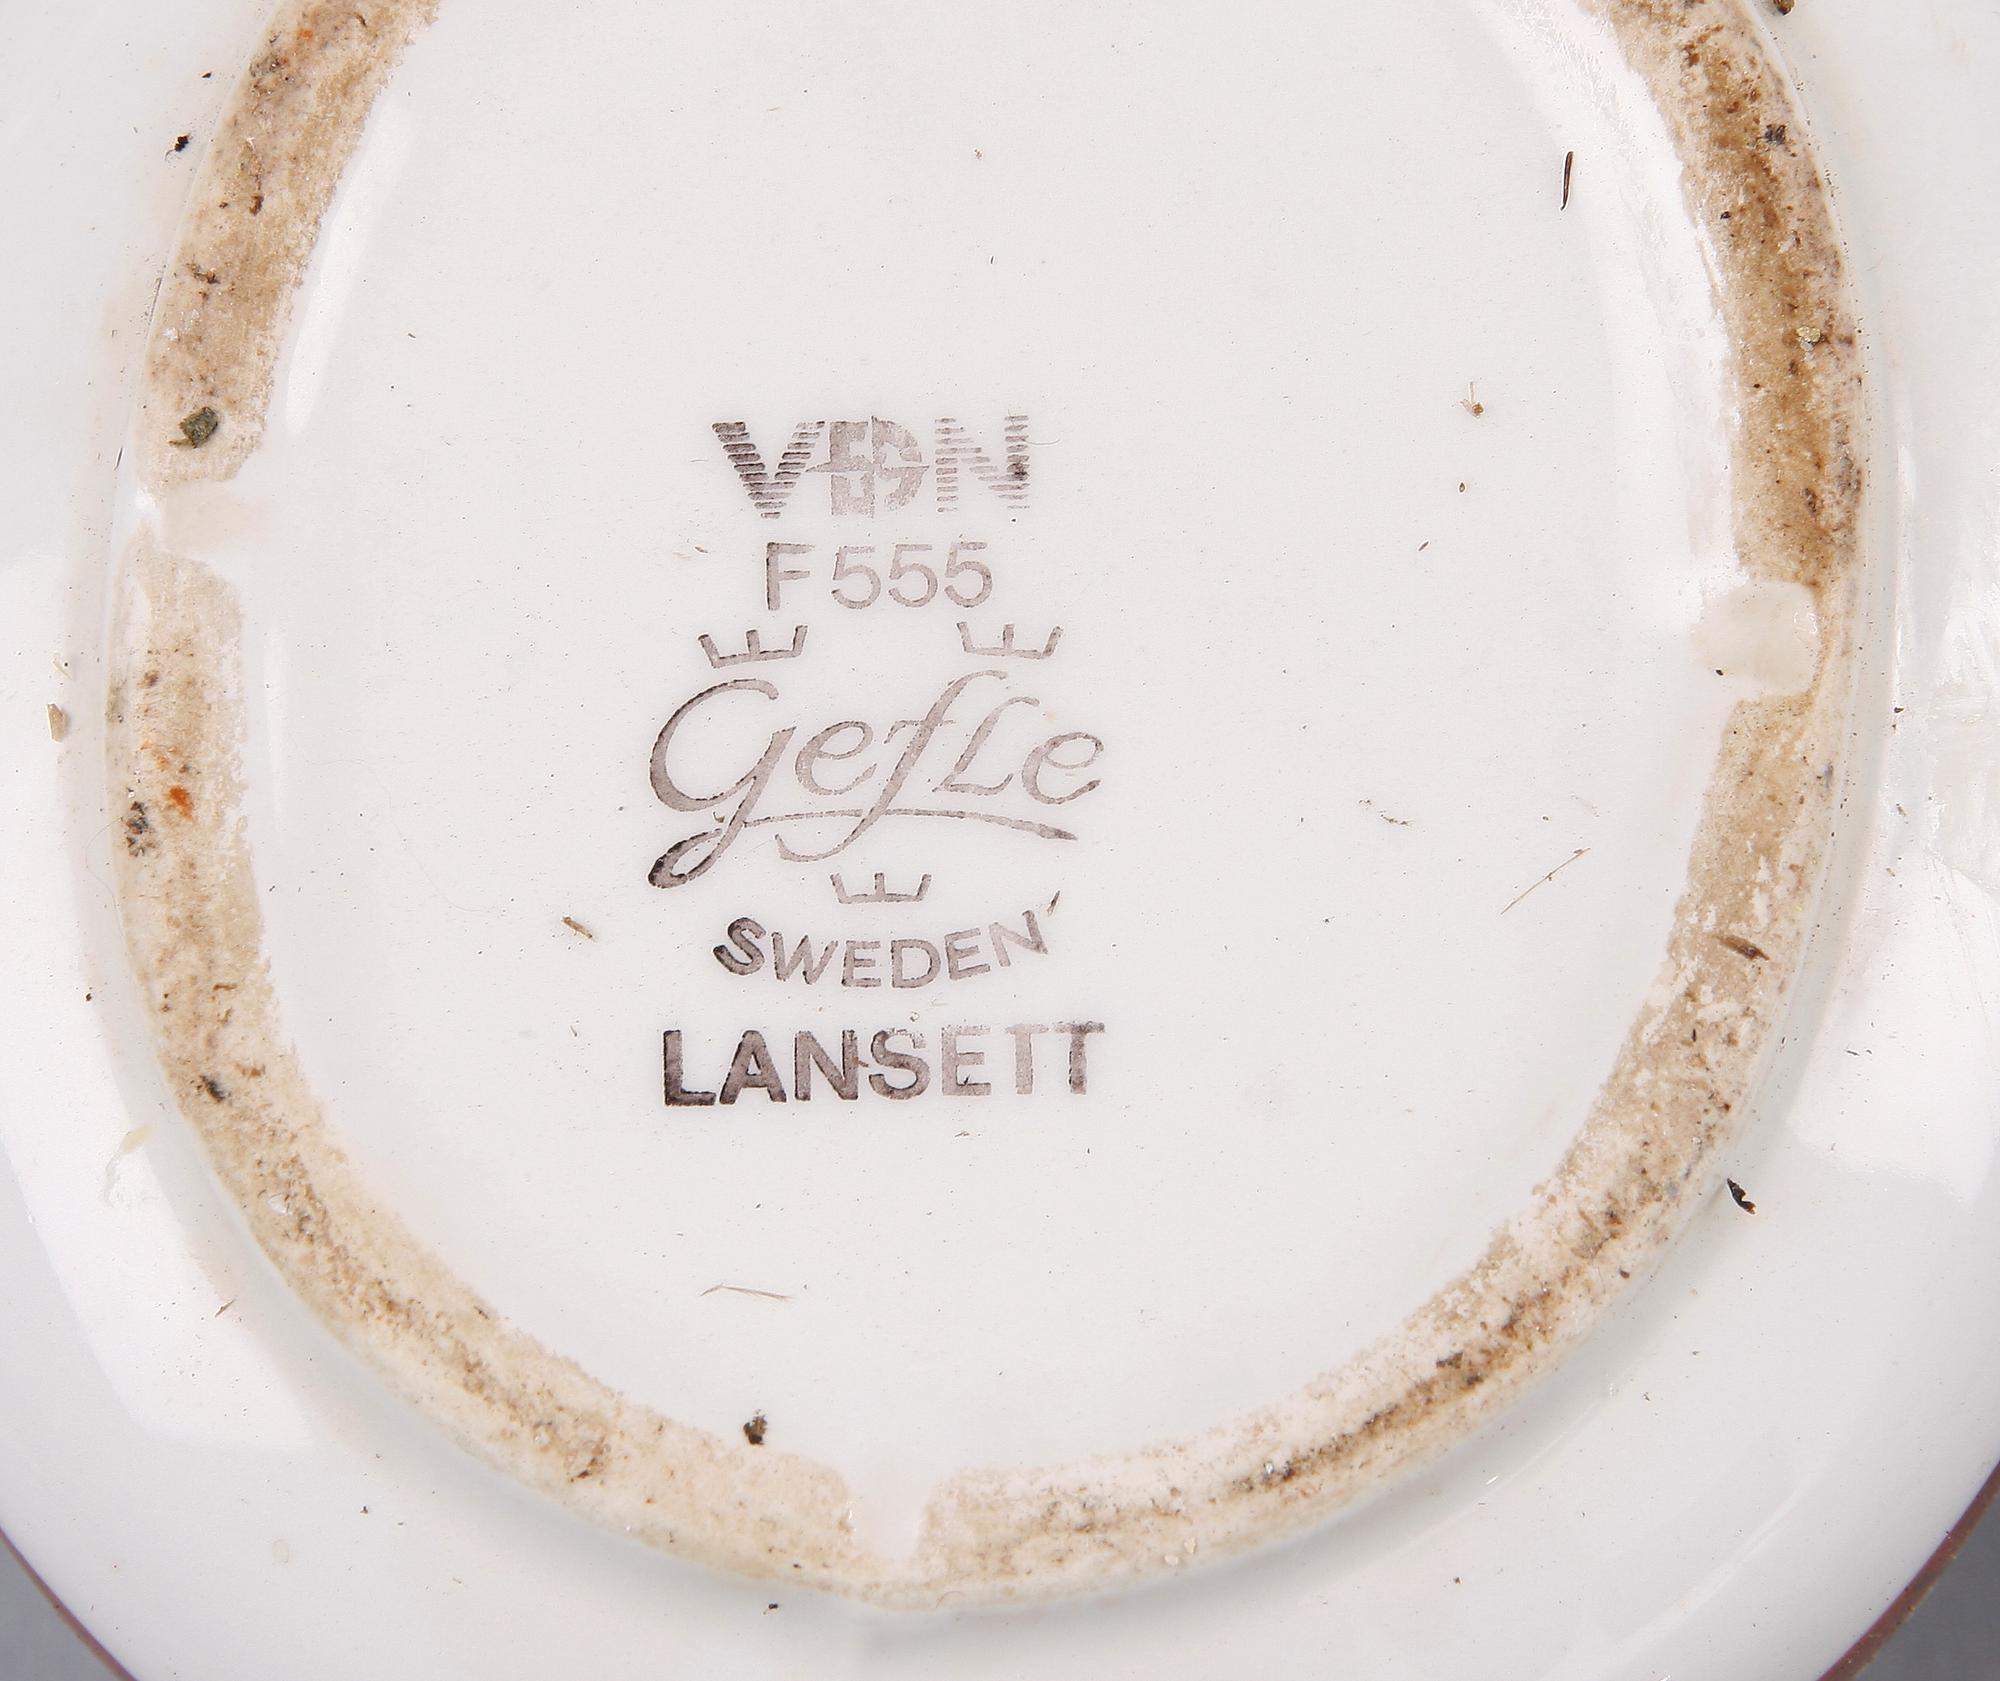 VDN
F555
Gefle
SWEDEN
LANSETT